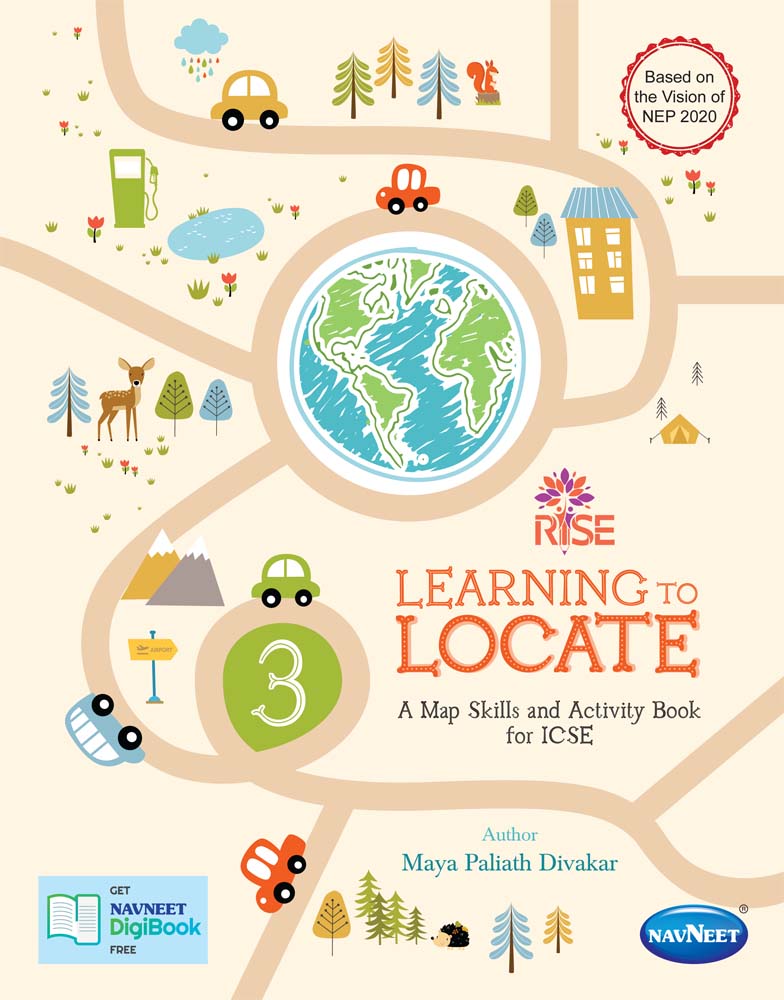 Based on
the Vision of
NEP 2020
RISE
LEARNING TO
LOCATE
3
AIRPORT
A Map Skills and Activity Book
for ICSE
Author
Maya Paliath Divakar
GET
NAVNEET
DigiBook
FREE
NAVNEET®